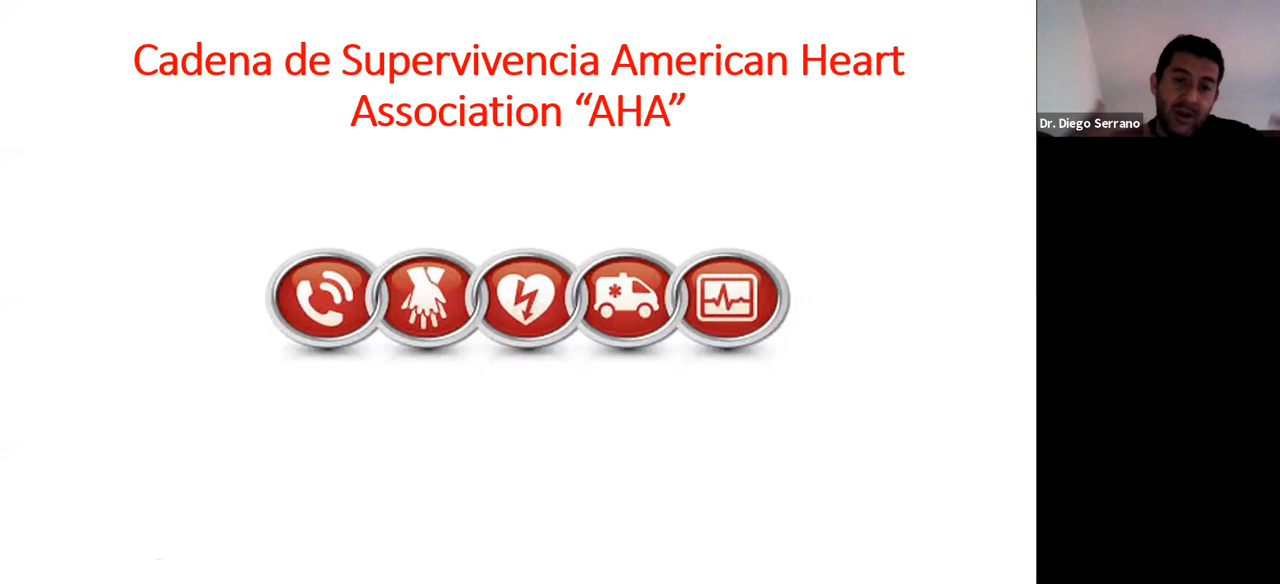 Cadena de Supervivencia American Heart
Association “AHA”
Dr. Diego Serrano